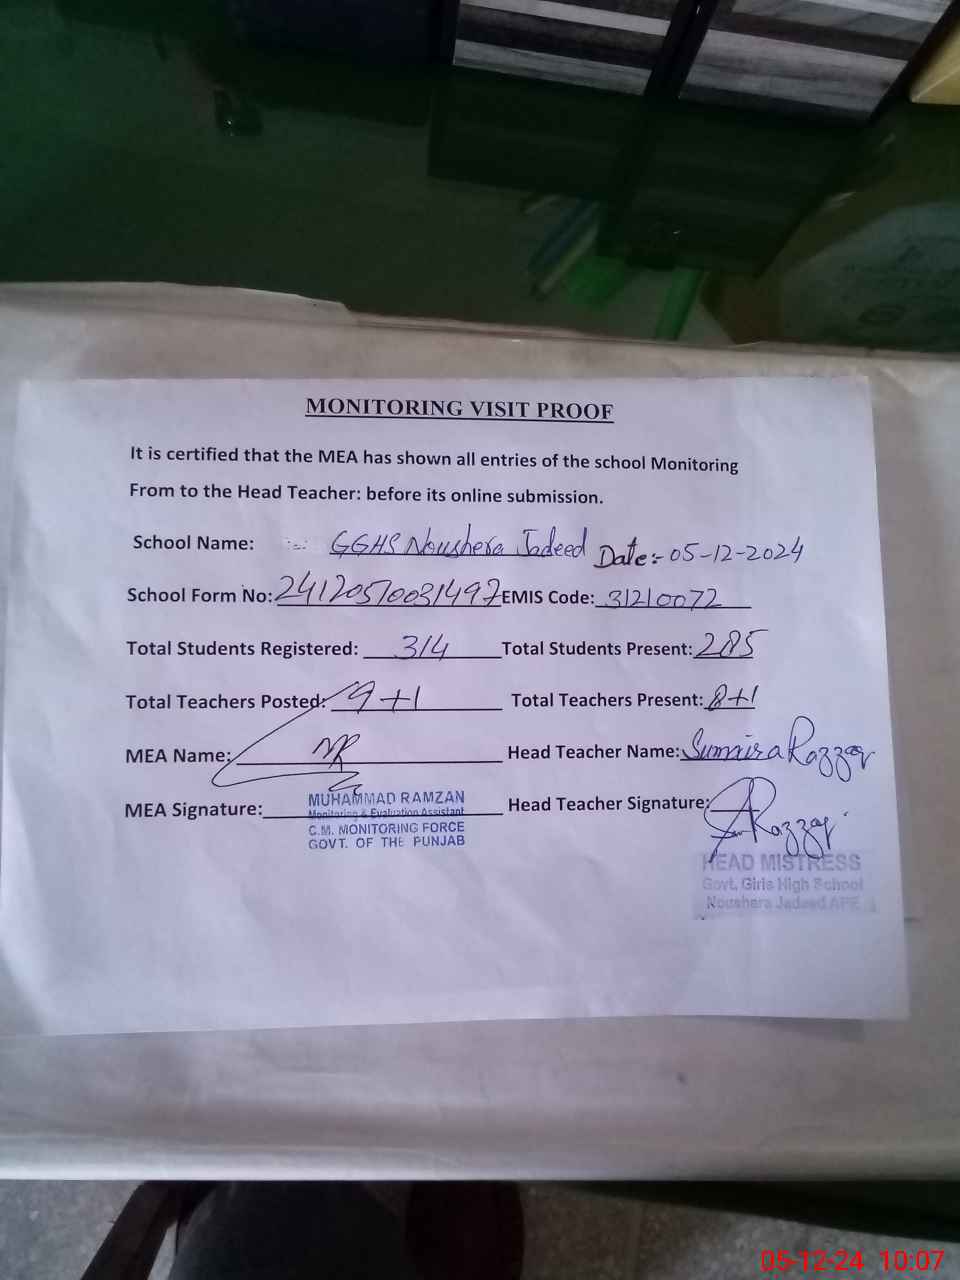 MONITORING VISIT PROOF
It is certified that the MEA has shown all entries of the school Monitoring
From to the Head Teacher: before its online submission.
School Name: GGHS Noushera Jadeed Date:- 05-12-2024
School Form No: 24120570031497 EMIS Code: 31210072
Total Students Registered: 314 Total Students Present: 285
Total Teachers Posted: 9+1 Total Teachers Present: 8+1
MEA Name: MR Head Teacher Name: Sumaira Razzaq
MEA Signature: Head Teacher Signature: Razzaq
MUHAMMAD RAMZAN
Monitoring & Evaluation Assistant
C.M. MONITORING FORCE
GOVT. OF THE PUNJAB
HEAD MISTRESS
Govt. Girls High School
Noushera Jadeed APE
05-12-24 10:07